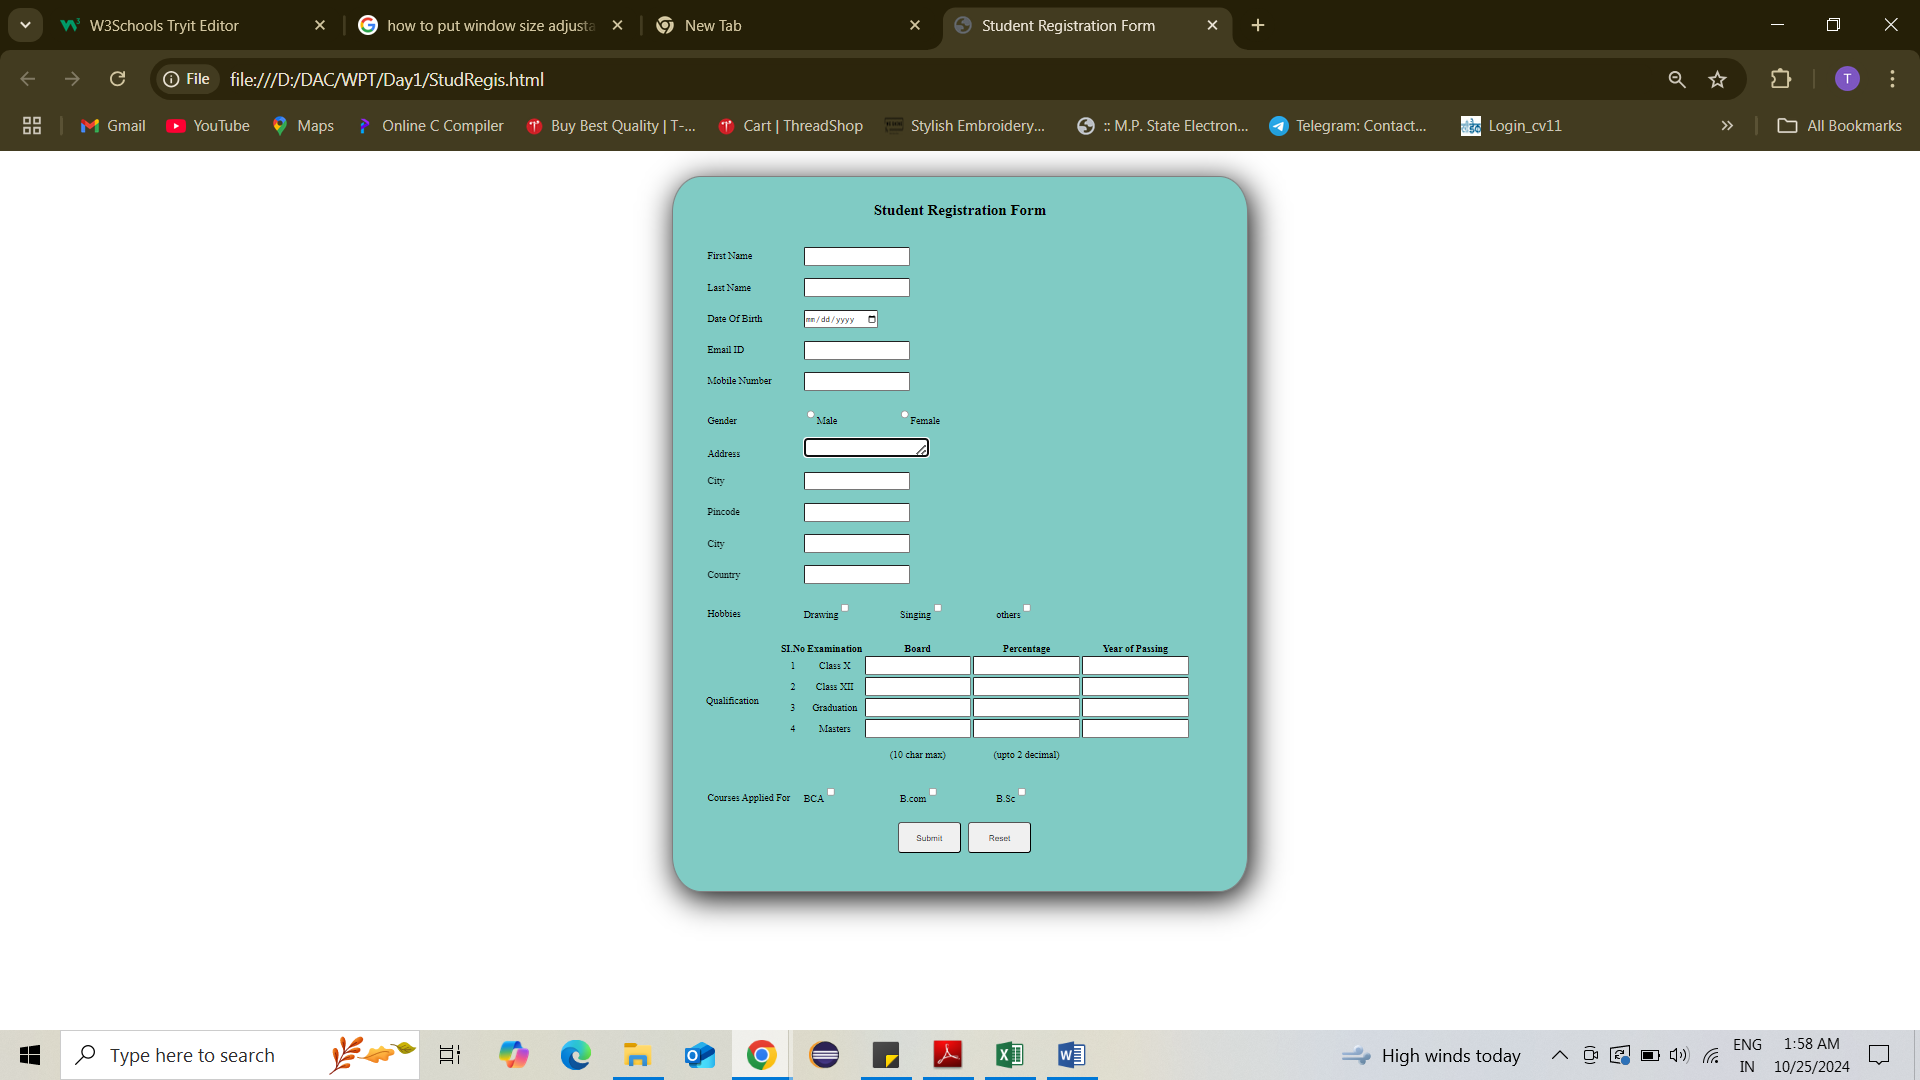 W3Schools Tryit Editor
how to put window size adjusta
New Tab
Student Registration Form
File
file:///D:/DAC/WPT/Day1/StudRegis.html
T
Gmail
YouTube
Maps
Online C Compiler
Buy Best Quality | T-...
Cart | ThreadShop
Stylish Embroidery...
:: M.P. State Electron...
Telegram: Contact...
Login_cv11
All Bookmarks
Student Registration Form
First Name
Last Name
Date Of Birth mm/dd/yyyy
Email ID
Mobile Number
Gender Male Female
Address
City
Pincode
City
Country
Hobbies Drawing Singing others
SI.No Examination Board Percentage Year of Passing
1 Class X
2 Class XII
Qualification
3 Graduation
4 Masters
(10 char max) (upto 2 decimal)
Courses Applied For BCA B.com B.Sc
Submit Reset
Type here to search
High winds today
ENG
IN
1:58 AM
10/25/2024